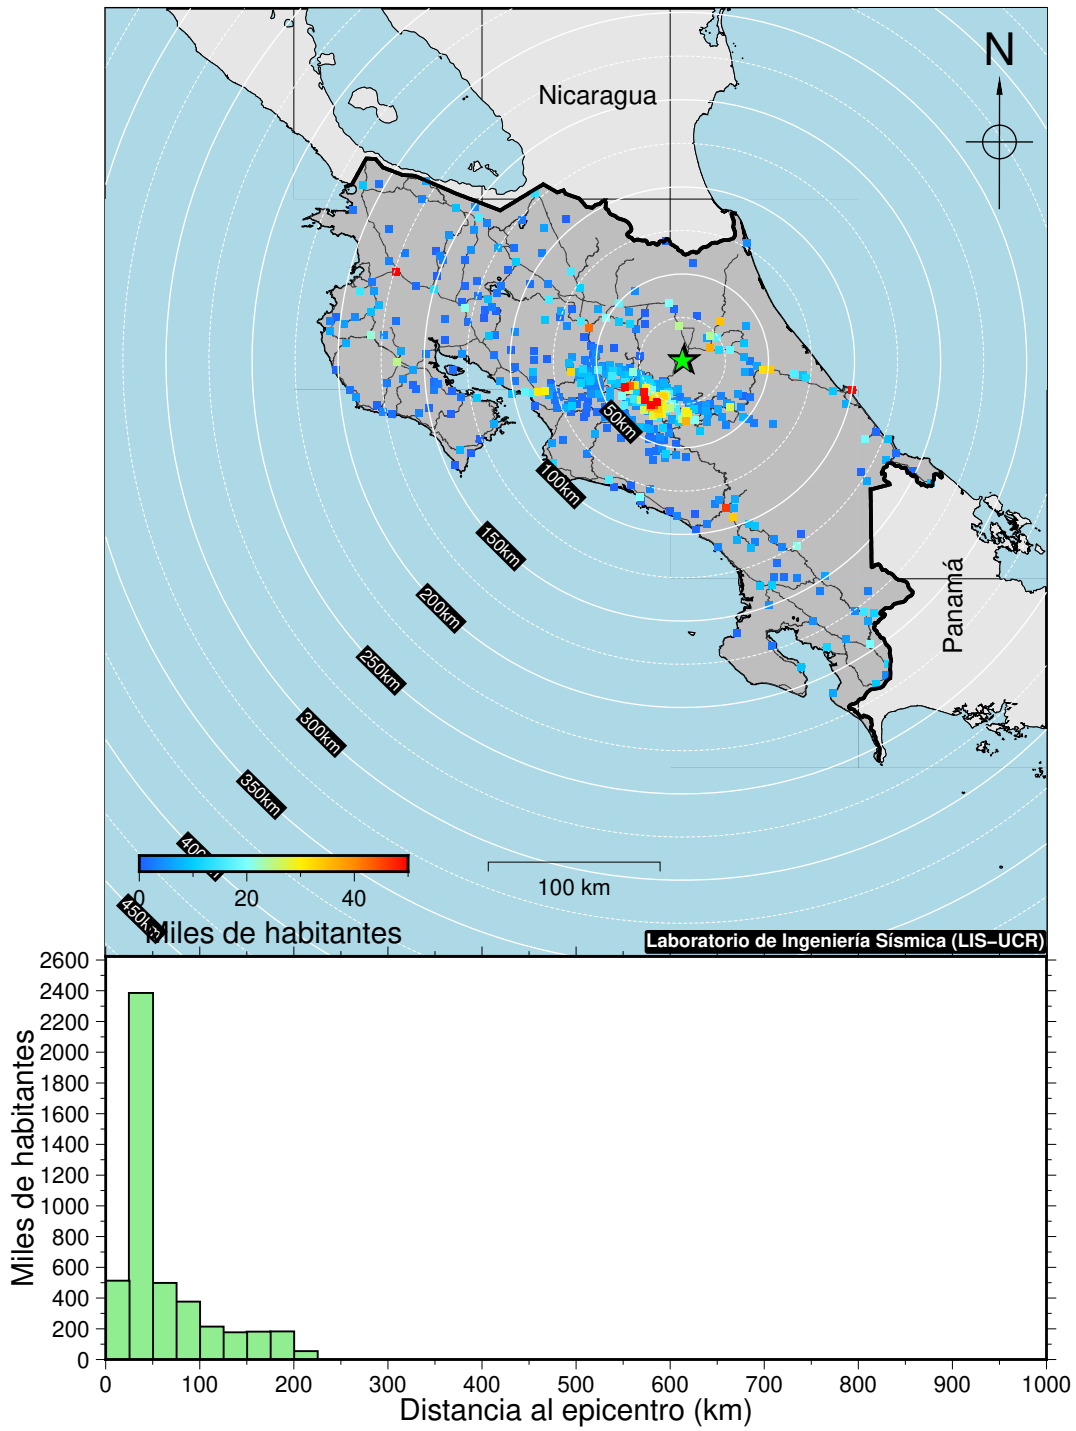 Nicaragua
N
50km
100km
150km
200km
250km
300km
350km
400km
450km
Panamá
0 20 40
Miles de habitantes
100 km
Laboratorio de Ingeniería Sísmica (LIS−UCR)
2600
2400
2200
2000
1800
1600
1400
1200
1000
800
600
400
200
0
Miles de habitantes
0 100 200 300 400 500 600 700 800 900 1000
Distancia al epicentro (km)